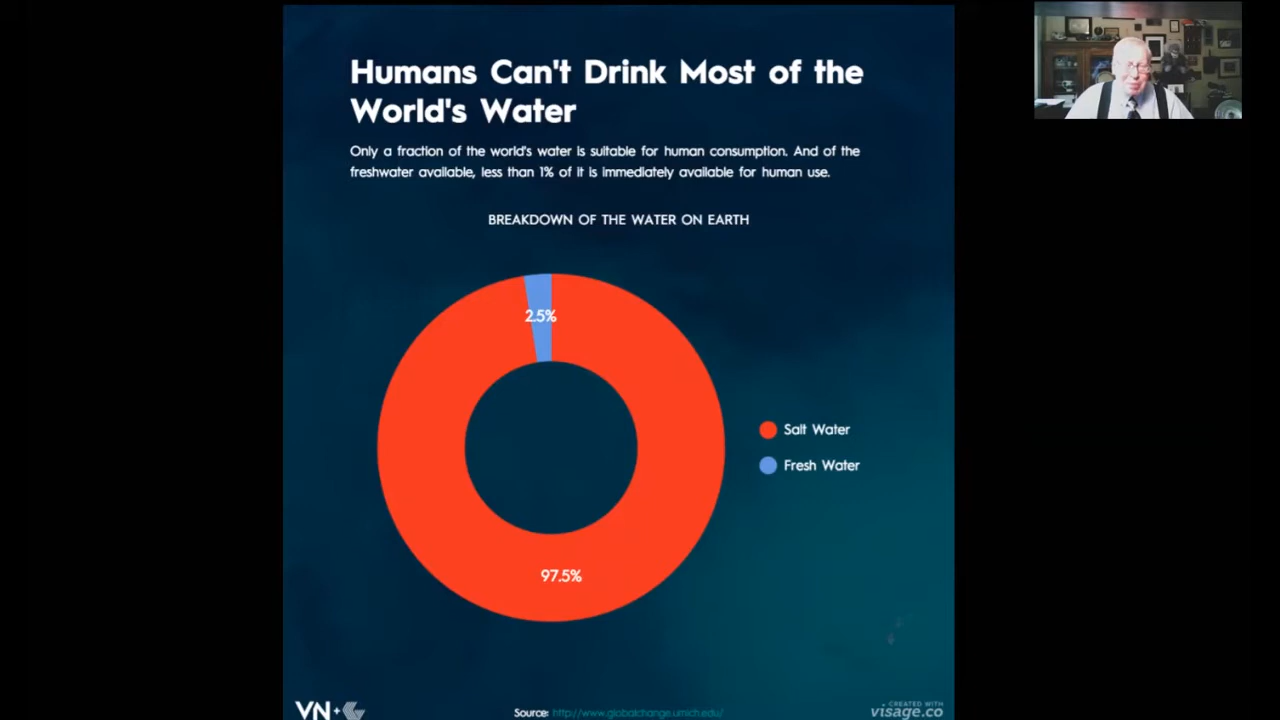 Humans Can't Drink Most of the
World's Water
Only a fraction of the world's water is suitable for human consumption. And of the
freshwater available, less than 1% of it is immediately available for human use.
BREAKDOWN OF THE WATER ON EARTH
2.5%
Salt Water
Fresh Water
97.5%
VN+
Source: http://www.globalchange.umich.edu/
CREATED WITH
visage.co